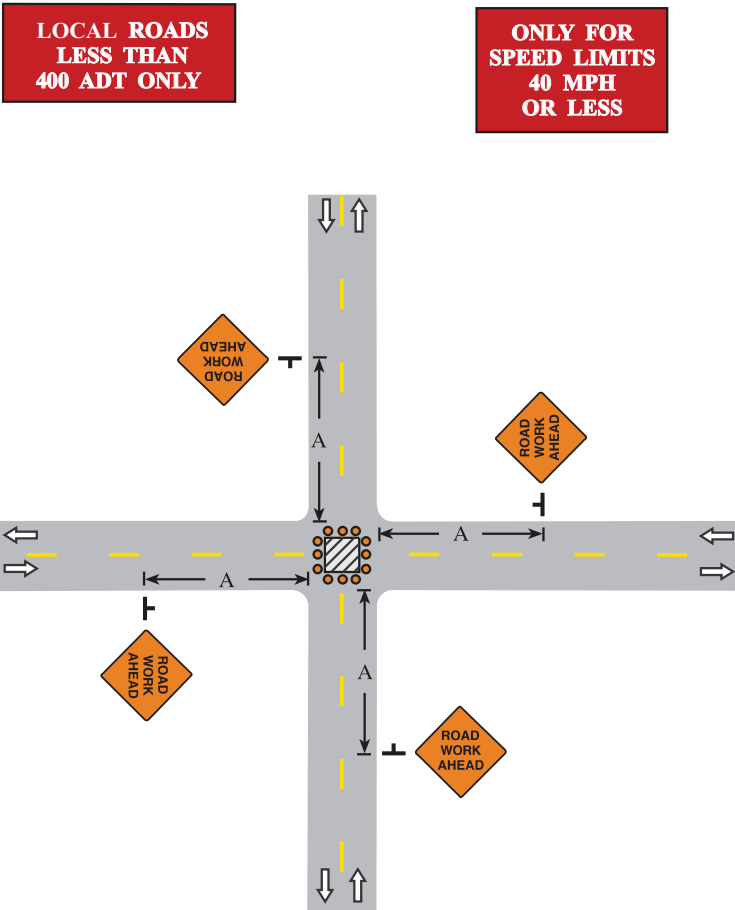 LOCAL ROADS
LESS THAN
400 ADT ONLY
ONLY FOR
SPEED LIMITS
40 MPH
OR LESS
ROAD
WORK
AHEAD
A
ROAD
WORK
AHEAD
A
A
ROAD
WORK
AHEAD
A
ROAD
WORK
AHEAD